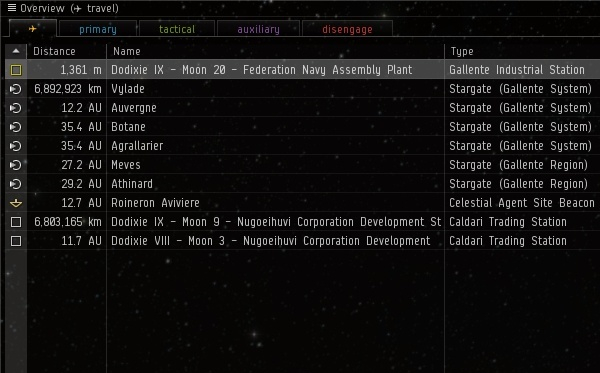 Overview (✈ travel)
primary tactical auxiliary disengage
Distance Name Type
1,361 m Dodixie IX - Moon 20 - Federation Navy Assembly Plant Gallente Industrial Station
6,892,923 km Vylade Stargate (Gallente System)
12.2 AU Auvergne Stargate (Gallente System)
35.4 AU Botane Stargate (Gallente System)
35.4 AU Agrallarier Stargate (Gallente System)
27.2 AU Meves Stargate (Gallente Region)
29.2 AU Athinard Stargate (Gallente Region)
12.7 AU Roineron Aviviere Celestial Agent Site Beacon
6,803,165 km Dodixie IX - Moon 9 - Nugoeihuvi Corporation Development St Caldari Trading Station
11.7 AU Dodixie VIII - Moon 3 - Nugoeihuvi Corporation Development Caldari Trading Station